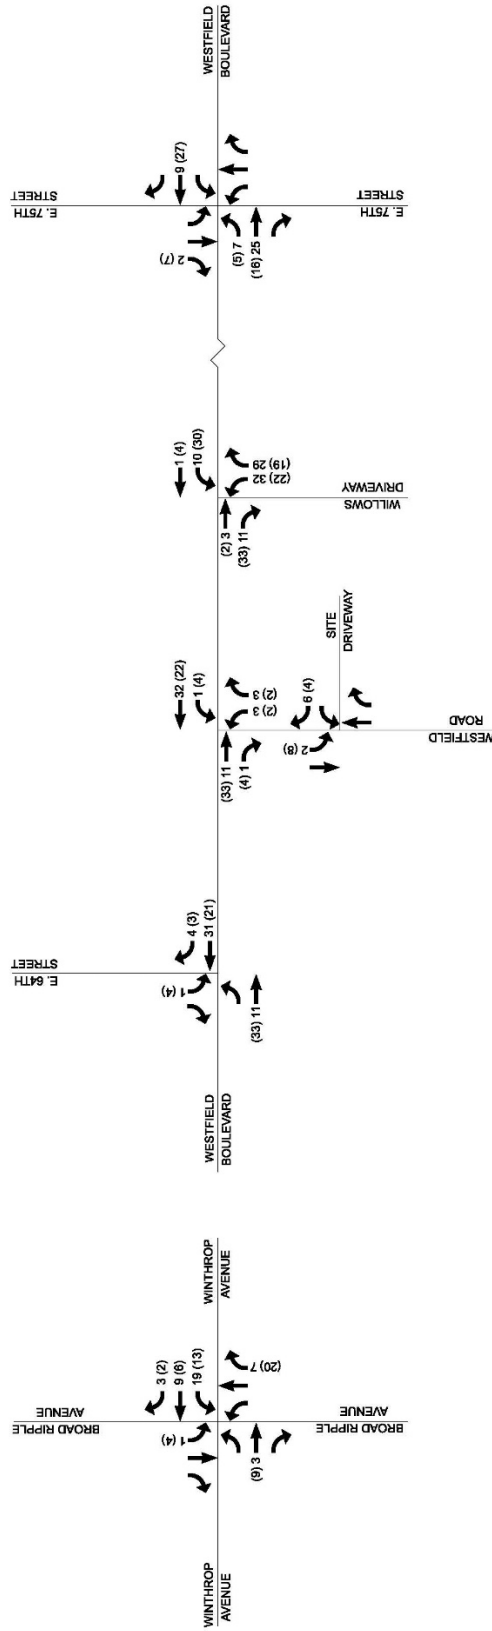 WESTFIELD
BOULEVARD
E. 75TH
STREET
9 (27)
2 (7)
(5) 7
(16) 25
E. 75TH
STREET
1 (4)
10 (30)
(2) 3
(33) 11
(22) 32
(19) 29
WILLOWS
DRIVEWAY
32 (22)
1 (4)
(33) 11
(4) 1
(2) 3
(2) 3
SITE
DRIVEWAY
6 (4)
2 (8)
WESTFIELD
ROAD
E. 64TH
STREET
4 (3)
31 (21)
1 (4)
(33) 11
WESTFIELD
BOULEVARD
WINTHROP
AVENUE
BROAD RIPPLE
AVENUE
3 (2)
9 (6)
19 (13)
1 (4)
(9) 3
(20) 7
BROAD RIPPLE
AVENUE
WINTHROP
AVENUE